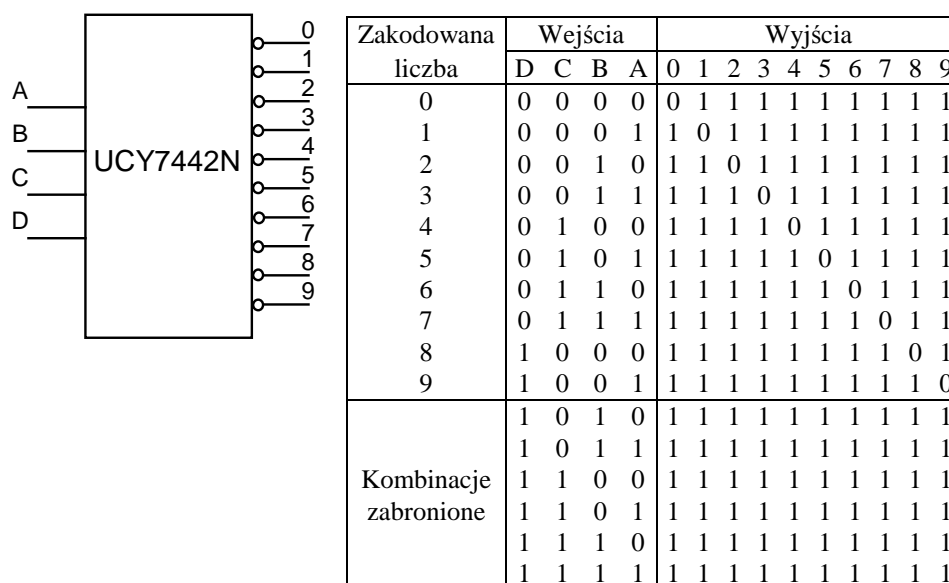 0
1
2
3
4
5
6
7
8
9
A
B
C
D
UCY7442N
Zakodowana liczba Wejścia Wyjścia
D C B A 0 1 2 3 4 5 6 7 8 9
0 0 0 0 0 0 1 1 1 1 1 1 1 1 1
1 0 0 0 1 1 0 1 1 1 1 1 1 1 1
2 0 0 1 0 1 1 0 1 1 1 1 1 1 1
3 0 0 1 1 1 1 1 0 1 1 1 1 1 1
4 0 1 0 0 1 1 1 1 0 1 1 1 1 1
5 0 1 0 1 1 1 1 1 1 0 1 1 1 1
6 0 1 1 0 1 1 1 1 1 1 0 1 1 1
7 0 1 1 1 1 1 1 1 1 1 1 0 1 1
8 1 0 0 0 1 1 1 1 1 1 1 1 0 1
9 1 0 0 1 1 1 1 1 1 1 1 1 1 0
Kombinacje zabronione
1 0 1 0 1 1 1 1 1 1 1 1 1 1
1 0 1 1 1 1 1 1 1 1 1 1 1 1
1 1 0 0 1 1 1 1 1 1 1 1 1 1
1 1 0 1 1 1 1 1 1 1 1 1 1 1
1 1 1 0 1 1 1 1 1 1 1 1 1 1
1 1 1 1 1 1 1 1 1 1 1 1 1 1